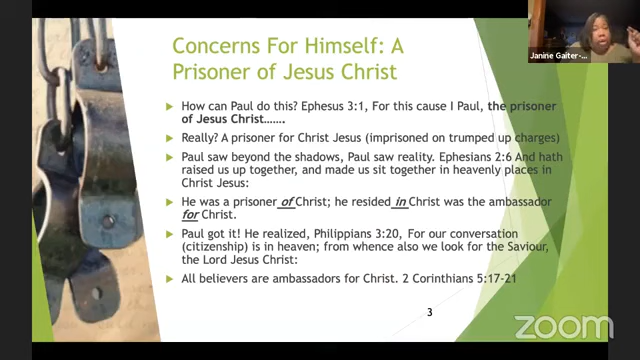 Concerns For Himself: A
Prisoner of Jesus Christ
How can Paul do this? Ephesus 3:1, For this cause I Paul, the prisoner
of Jesus Christ…….
Really? A prisoner for Christ Jesus (imprisoned on trumped up charges)
Paul saw beyond the shadows, Paul saw reality. Ephesians 2:6 And hath
raised us up together, and made us sit together in heavenly places in
Christ Jesus:
He was a prisoner of Christ; he resided in Christ was the ambassador
for Christ.
Paul got it! He realized, Philippians 3:20, For our conversation
(citizenship) is in heaven; from whence also we look for the Saviour,
the Lord Jesus Christ:
All believers are ambassadors for Christ. 2 Corinthians 5:17-21
3
Janine Gaiter-...
zoom